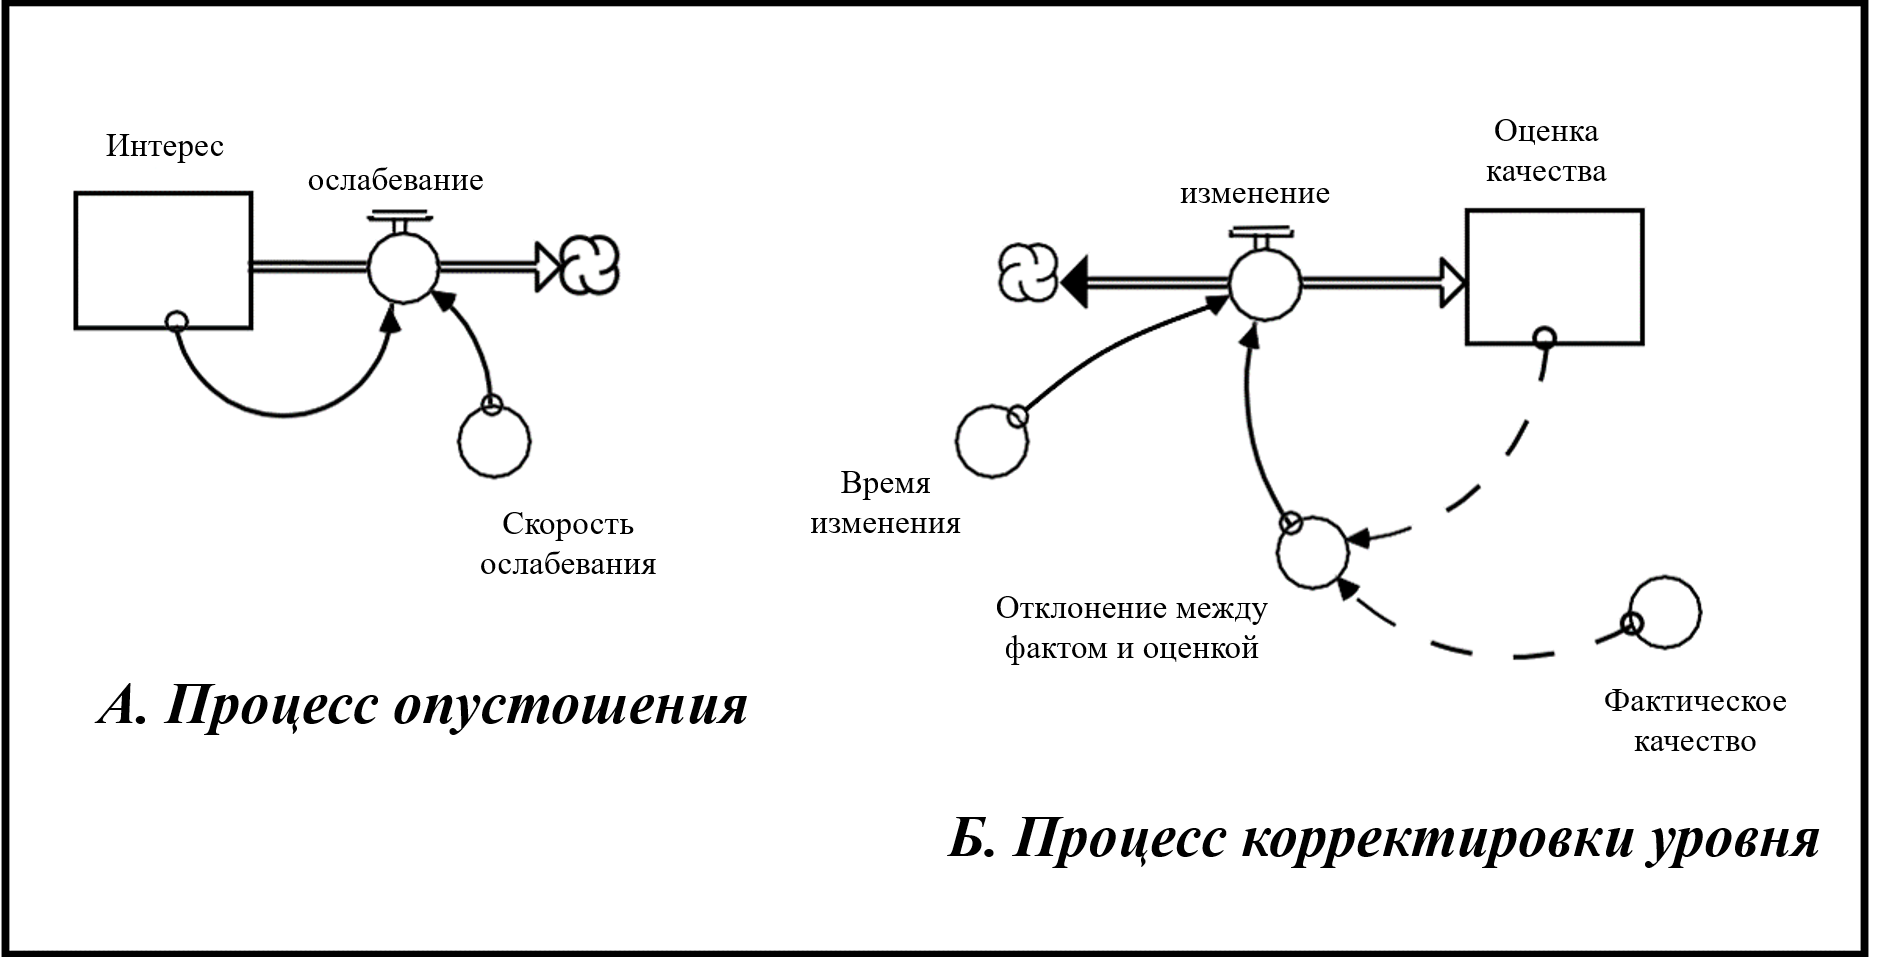 Интерес
ослабевание
Скорость
ослабевания
А. Процесс опустошения
Оценка
качества
изменение
Время
изменения
Отклонение между
фактом и оценкой
Фактическое
качество
Б. Процесс корректировки уровня